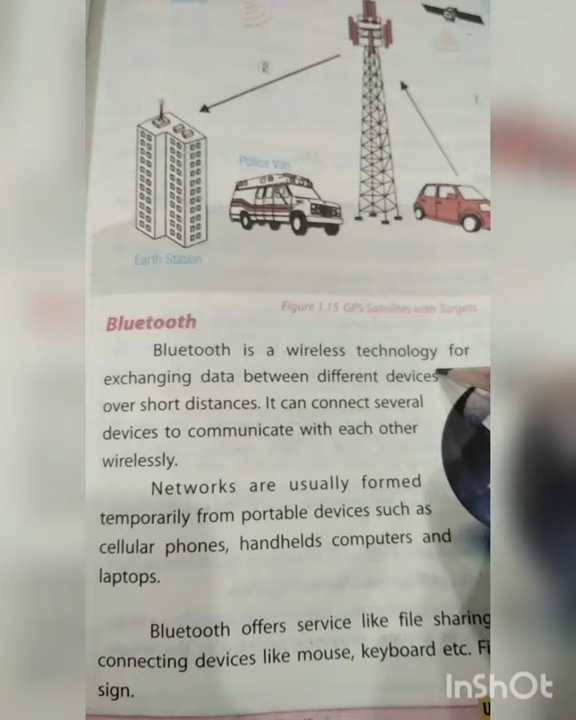 2
1
Police Van
Earth Station
Figure 1.15 GPS Satellites with Targets
Bluetooth
Bluetooth is a wireless technology for
exchanging data between different devices
over short distances. It can connect several
devices to communicate with each other
wirelessly.
Networks are usually formed
temporarily from portable devices such as
cellular phones, handhelds computers and
laptops.
Bluetooth offers service like file sharing
connecting devices like mouse, keyboard etc. Fi
sign.
U
InShOt